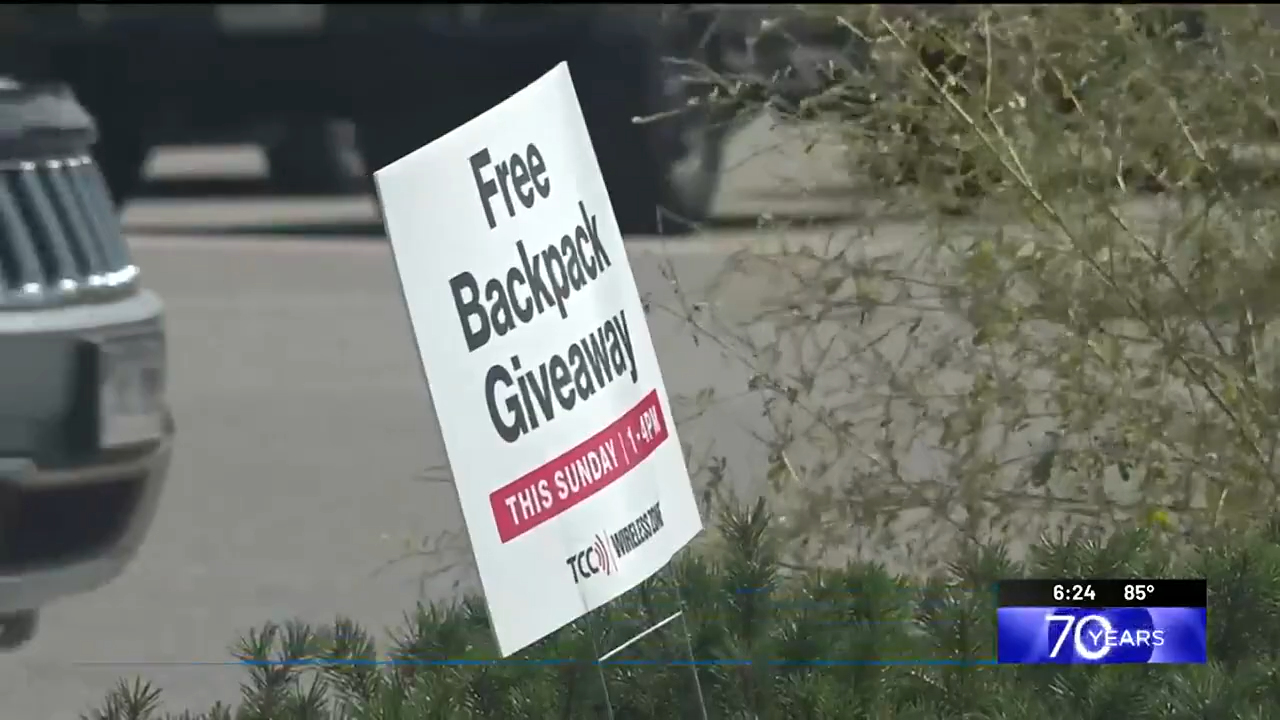 Free
Backpack
Giveaway
THIS SUNDAY | 1-4PM
TCC | WIRELESS ZONE
6:24 85°
70 YEARS